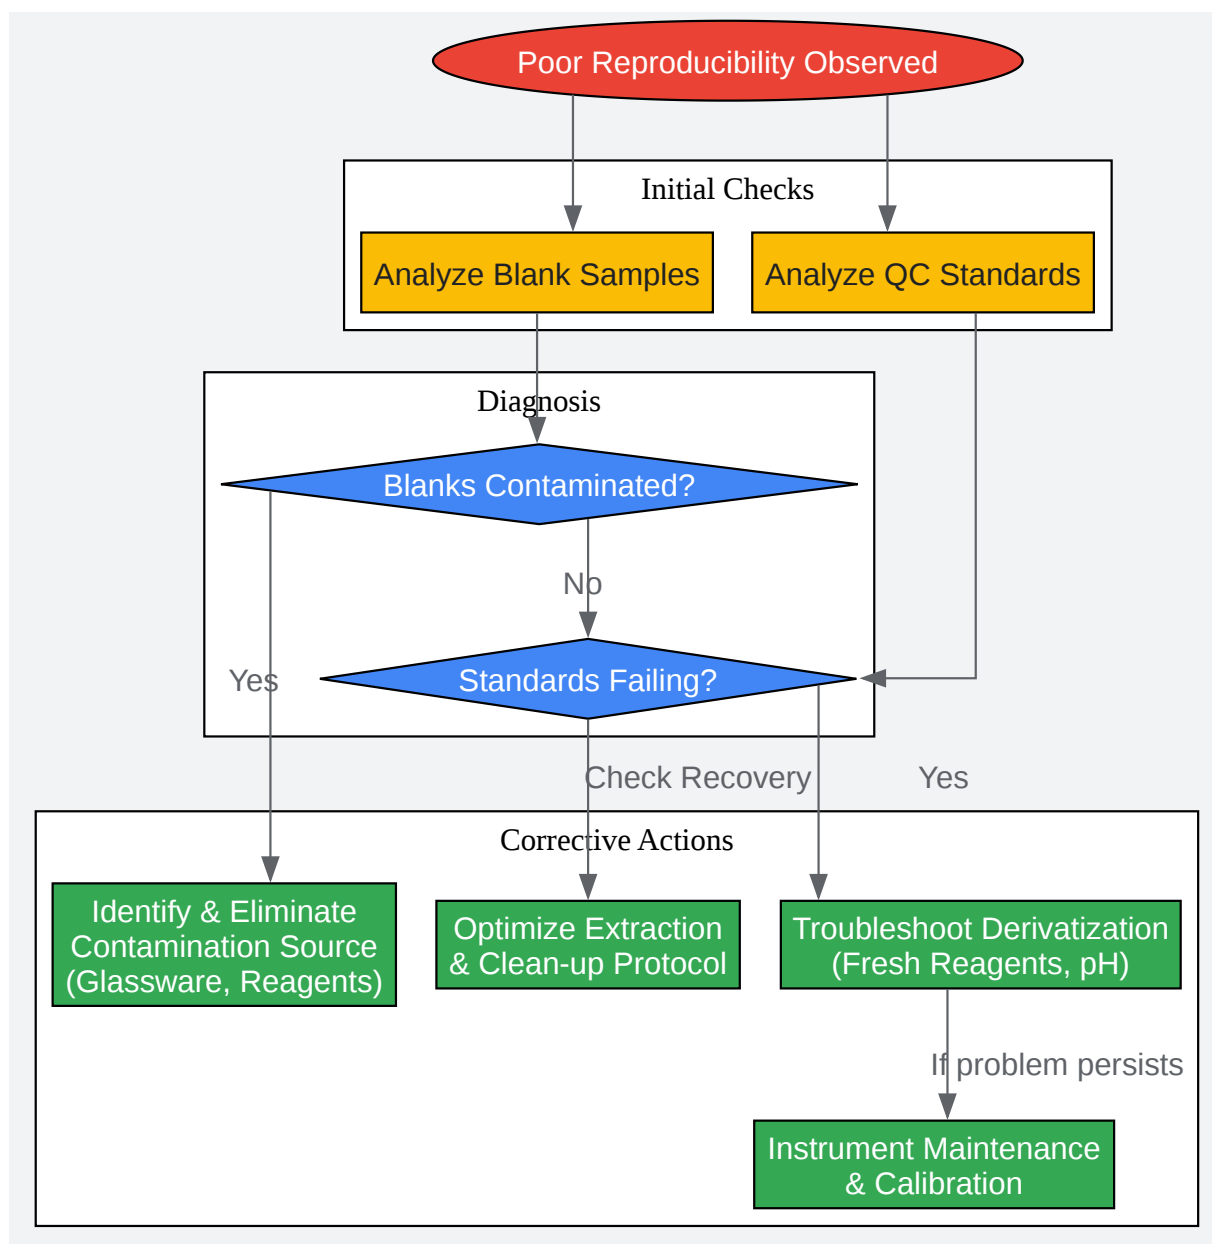 Poor Reproducibility Observed
Initial Checks
Analyze Blank Samples
Analyze QC Standards
Diagnosis
Blanks Contaminated?
No
Yes
Standards Failing?
Check Recovery
Yes
Corrective Actions
Identify & Eliminate
Contamination Source
(Glassware, Reagents)
Optimize Extraction
& Clean-up Protocol
Troubleshoot Derivatization
(Fresh Reagents, pH)
If problem persists
Instrument Maintenance
& Calibration